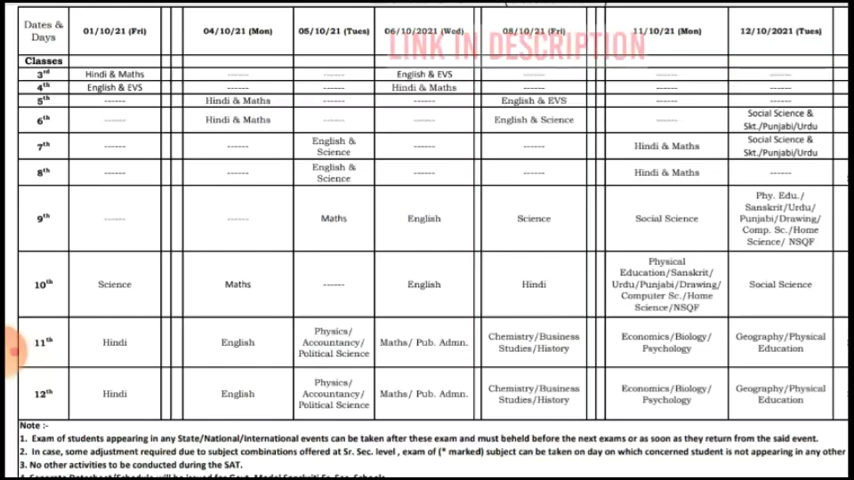 Dates & 01/10/21 (Fri) 04/10/21 (Mon) 05/10/21 (Tues) 06/10/2021 (Wed) 08/10/21 (Fri) 11/10/21 (Mon) 12/10/2021 (Tues)
Days
LINK IN DESCRIPTION
Classes
3rd Hindi & Maths ------ ------ English & EVS ------ ------ ------
4th English & EVS ------ ------ Hindi & Maths ------ ------ ------
5th ------ Hindi & Maths ------ ------ English & EVS ------ ------
6th ------ Hindi & Maths ------ ------ English & Science ------ Social Science &
Skt./Punjabi/Urdu
7th ------ ------ English & ------ ------ Hindi & Maths Social Science &
Science Skt./Punjabi/Urdu
8th ------ ------ English & ------ ------ Hindi & Maths ------
Science
9th ------ ------ Maths English Science Social Science Phy. Edu./
Sanskrit/Urdu/
Punjabi/Drawing/
Comp. Sc./Home
Science/ NSQF
10th Science Maths ------ English Hindi Physical Social Science
Education/Sanskrit/
Urdu/Punjabi/Drawing/
Computer Sc./Home
Science/NSQF
11th Hindi English Physics/ Maths/ Pub. Admn. Chemistry/Business Economics/Biology/ Geography/Physical
Accountancy/ Studies/History Psychology Education
Political Science
12th Hindi English Physics/ Maths/ Pub. Admn. Chemistry/Business Economics/Biology/ Geography/Physical
Accountancy/ Studies/History Psychology Education
Political Science
Note :-
1. Exam of students appearing in any State/National/International events can be taken after these exam and must beheld before the next exams or as soon as they return from the said event.
2. In case, some adjustment required due to subject combinations offered at Sr. Sec. level , exam of (* marked) subject can be taken on day on which concerned student is not appearing in any other
3. No other activities to be conducted during the SAT.